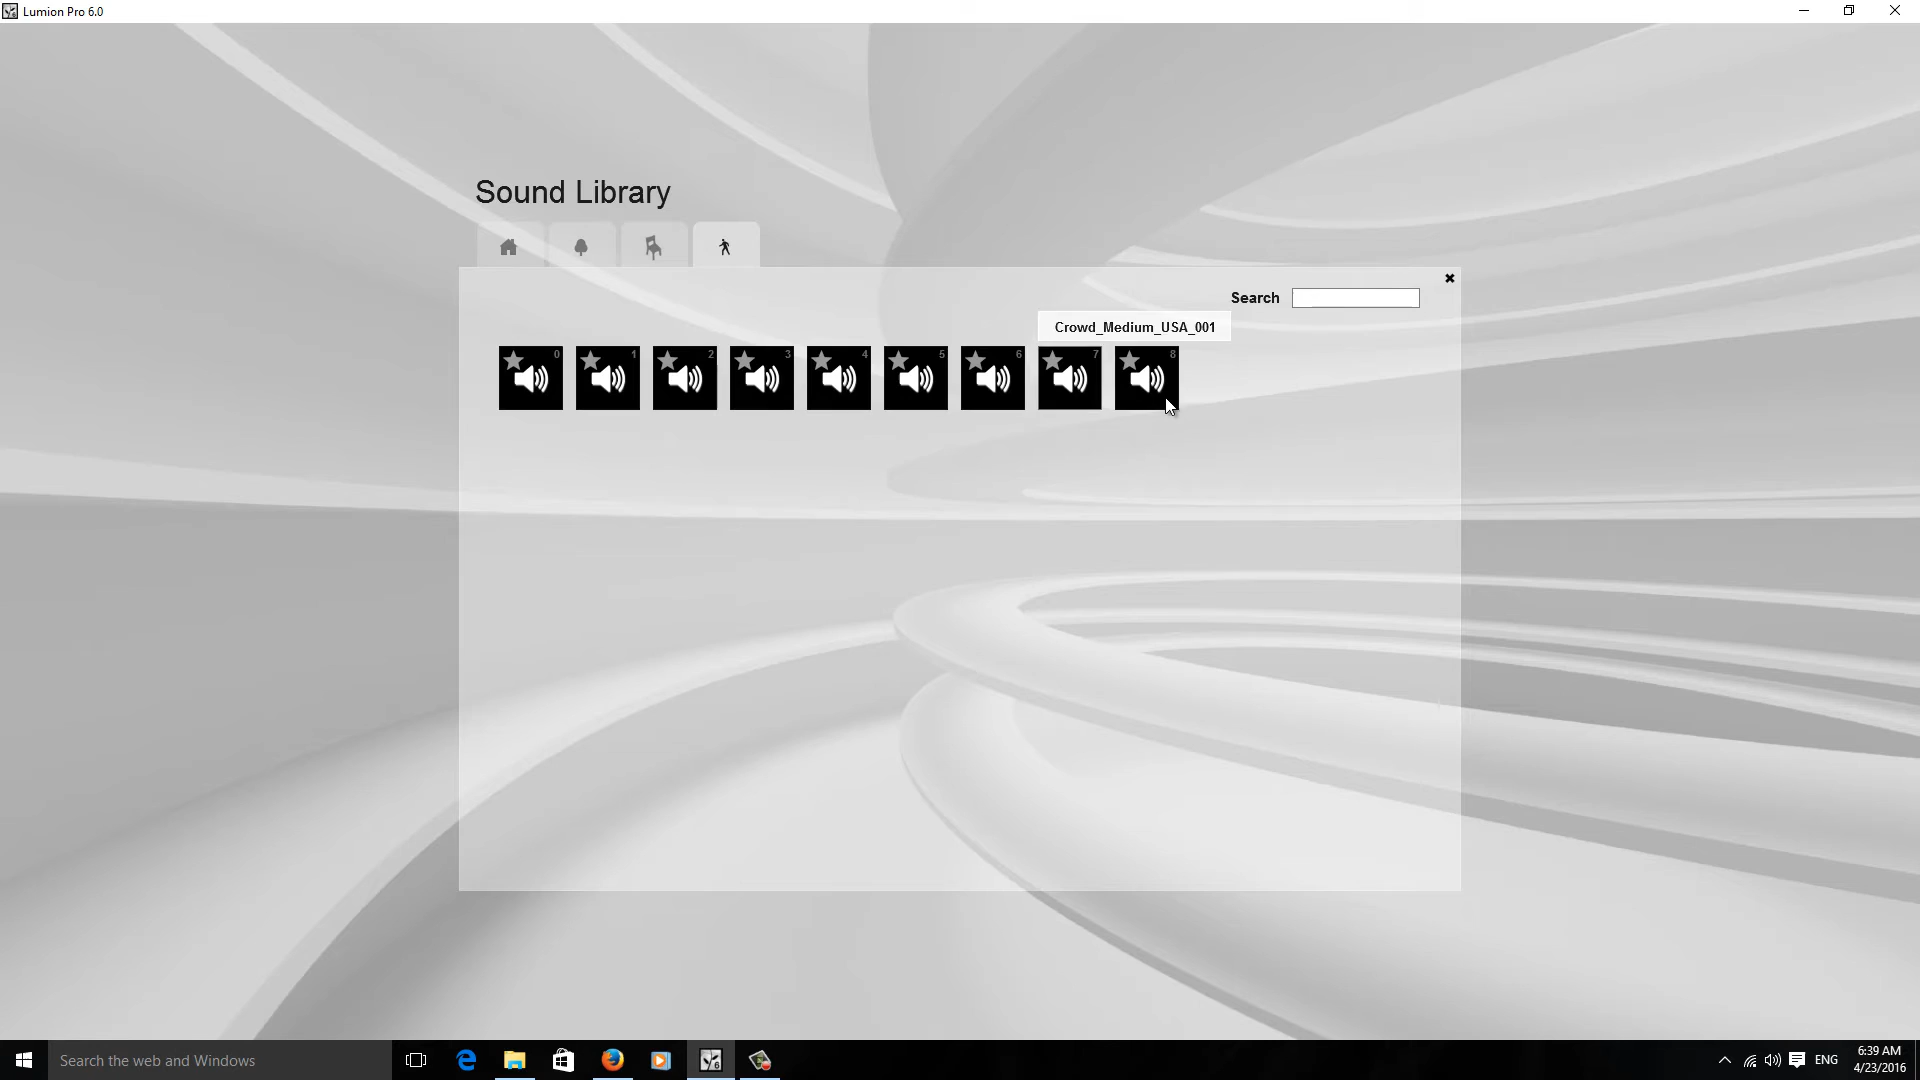 Lumion Pro 6.0
Sound Library
Search
Crowd_Medium_USA_001
0 1 2 3 4 5 6 7 8
Search the web and Windows
ENG
6:39 AM
4/23/2016